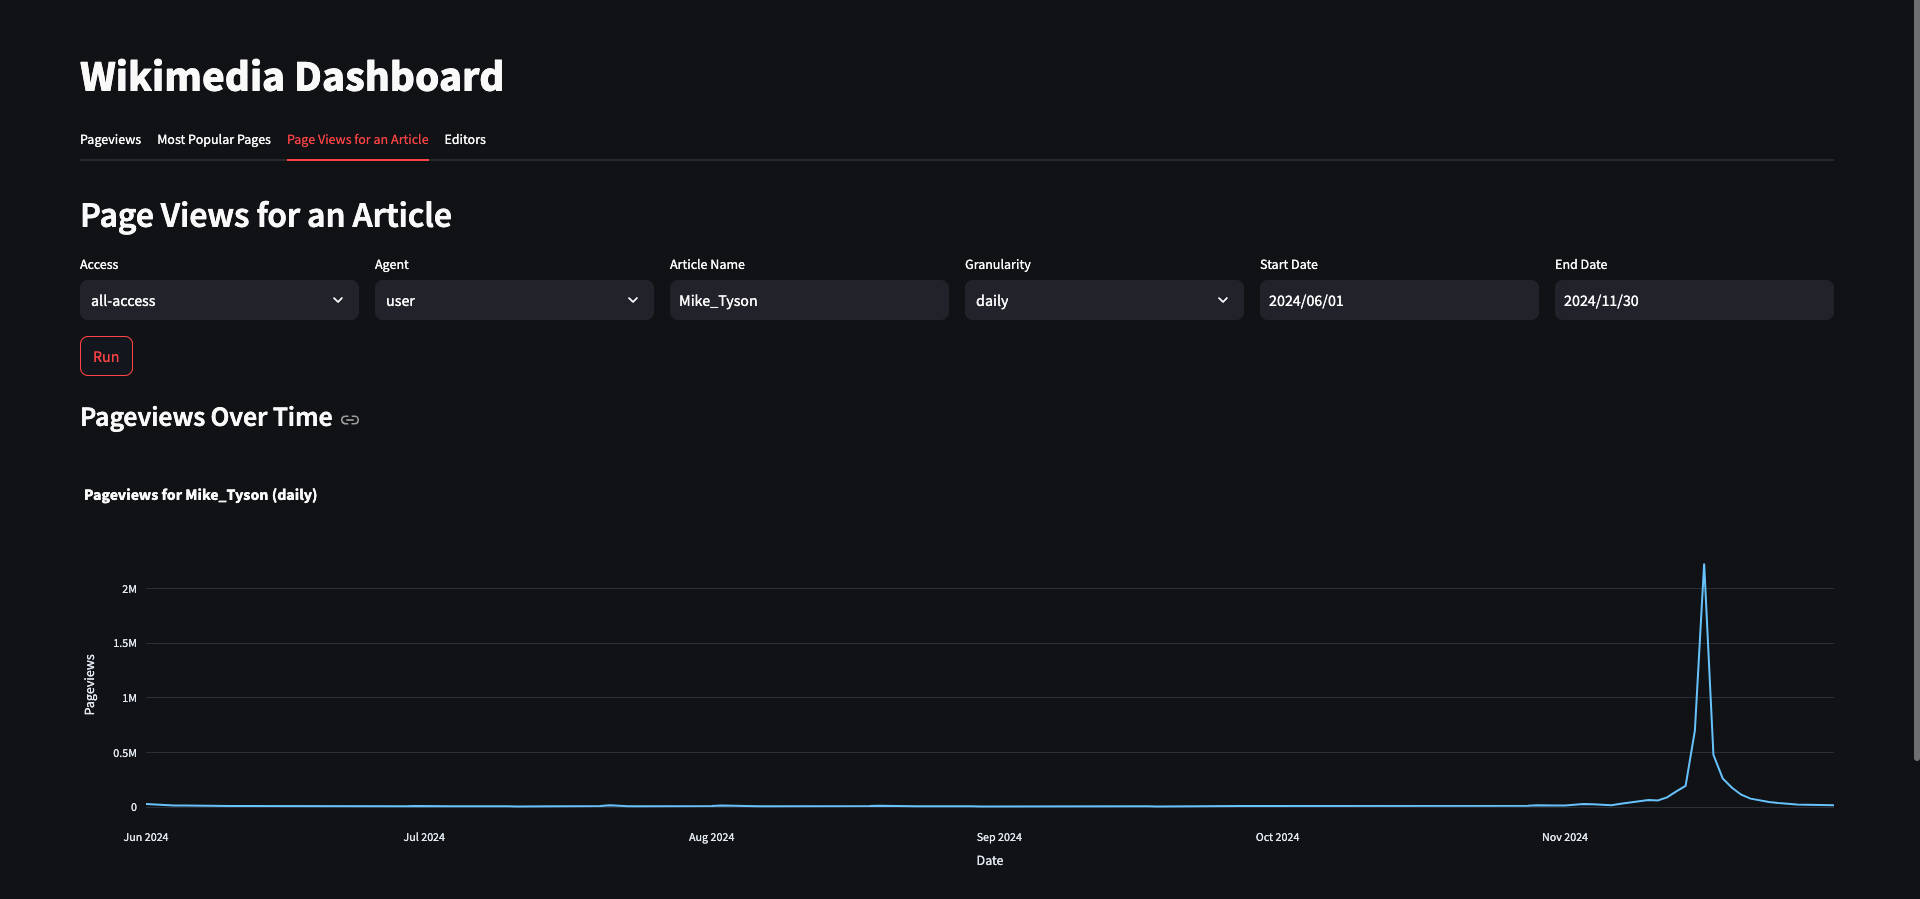 Wikimedia Dashboard
Pageviews Most Popular Pages Page Views for an Article Editors
Page Views for an Article
Access Agent Article Name Granularity Start Date End Date
all-access user Mike_Tyson daily 2024/06/01 2024/11/30
Run
Pageviews Over Time
Pageviews for Mike_Tyson (daily)
2M
1.5M
1M
0.5M
0
Pageviews
Jun 2024 Jul 2024 Aug 2024 Sep 2024 Oct 2024 Nov 2024
Date